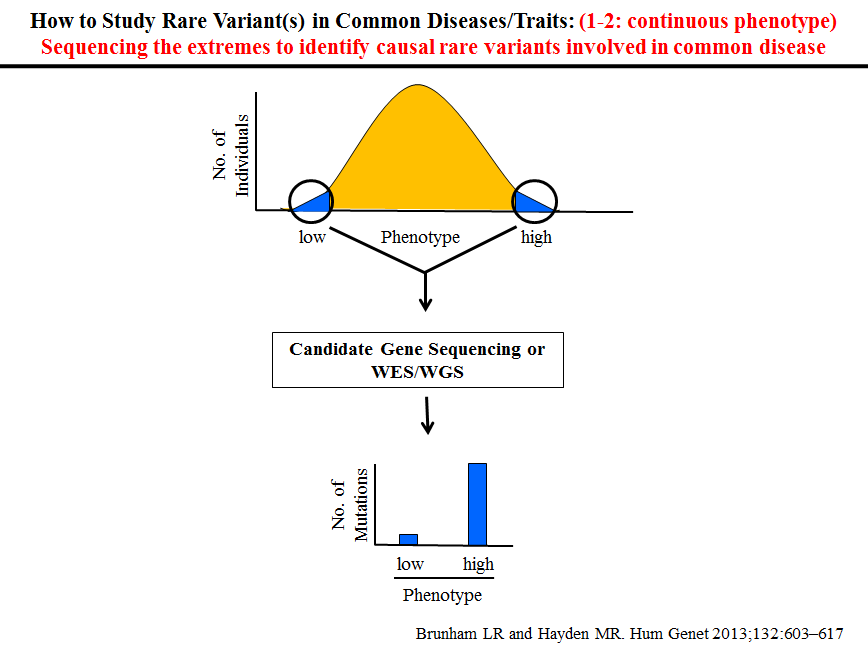 How to Study Rare Variant(s) in Common Diseases/Traits: (1-2: continuous phenotype)
Sequencing the extremes to identify causal rare variants involved in common disease
No. of
Individuals
low Phenotype high
Candidate Gene Sequencing or
WES/WGS
No. of
Mutations
low high
Phenotype
Brunham LR and Hayden MR. Hum Genet 2013;132:603–617